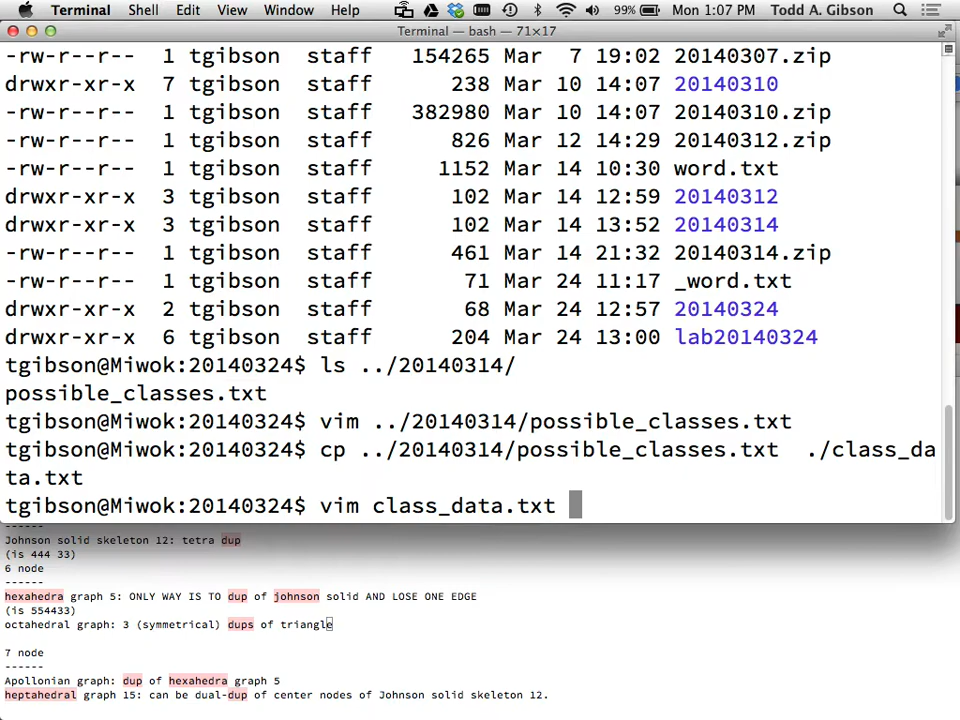 Terminal Shell Edit View Window Help 99% Mon 1:07 PM Todd A. Gibson
Terminal — bash — 71×17
-rw-r--r-- 1 tgibson staff 154265 Mar 7 19:02 20140307.zip
drwxr-xr-x 7 tgibson staff 238 Mar 10 14:07 20140310
-rw-r--r-- 1 tgibson staff 382980 Mar 10 14:07 20140310.zip
-rw-r--r-- 1 tgibson staff 826 Mar 12 14:29 20140312.zip
-rw-r--r-- 1 tgibson staff 1152 Mar 14 10:30 word.txt
drwxr-xr-x 3 tgibson staff 102 Mar 14 12:59 20140312
drwxr-xr-x 3 tgibson staff 102 Mar 14 13:52 20140314
-rw-r--r-- 1 tgibson staff 461 Mar 14 21:32 20140314.zip
-rw-r--r-- 1 tgibson staff 71 Mar 24 11:17 _word.txt
drwxr-xr-x 2 tgibson staff 68 Mar 24 12:57 20140324
drwxr-xr-x 6 tgibson staff 204 Mar 24 13:00 lab20140324
tgibson@Miwok:20140324$ ls ../20140314/
possible_classes.txt
tgibson@Miwok:20140324$ vim ../20140314/possible_classes.txt
tgibson@Miwok:20140324$ cp ../20140314/possible_classes.txt ./class_da
ta.txt
tgibson@Miwok:20140324$ vim class_data.txt
------
Johnson solid skeleton 12: tetra dup
(is 444 33)
6 node
------
hexahedra graph 5: ONLY WAY IS TO dup of johnson solid AND LOSE ONE EDGE
(is 554433)
octahedral graph: 3 (symmetrical) dups of triangle
7 node
------
Apollonian graph: dup of hexahedra graph 5
heptahedral graph 15: can be dual-dup of center nodes of Johnson solid skeleton 12.